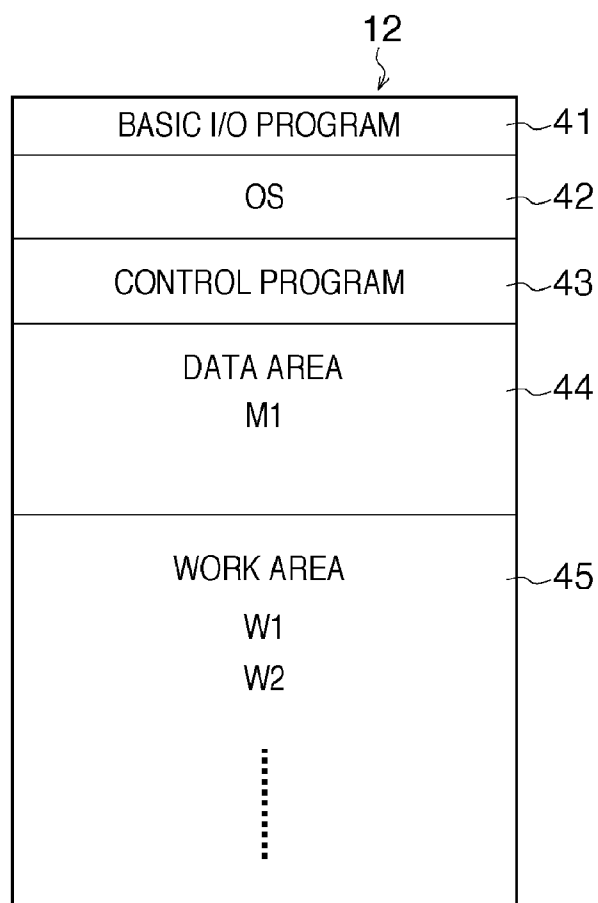 12
BASIC I/O PROGRAM 41
OS 42
CONTROL PROGRAM 43
DATA AREA
M1 44
WORK AREA 45
W1
W2